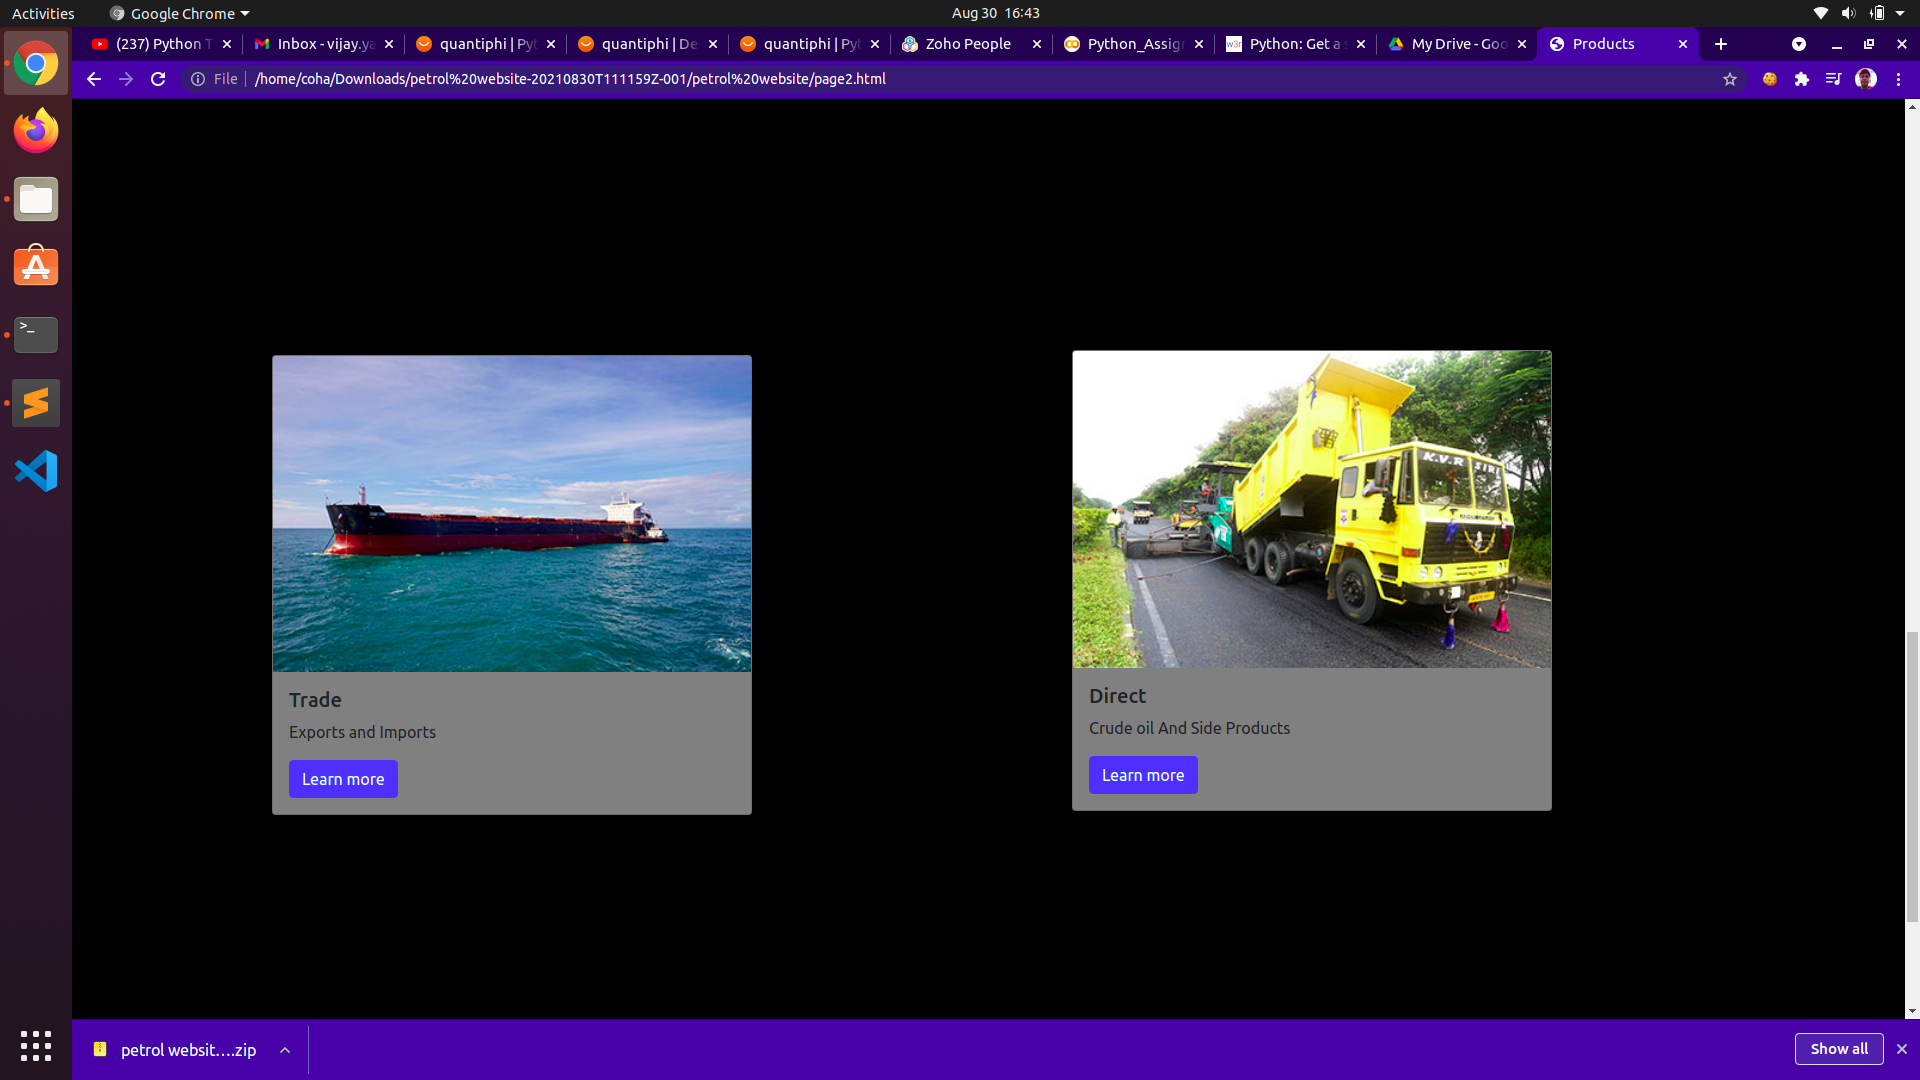 Activities
Google Chrome
Aug 30 16:43
(237) Python T
Inbox - vijay.ya
quantiphi | Pyt
quantiphi | De
quantiphi | Pyt
Zoho People
Python_Assign
w3r
Python: Get a s
My Drive - Goo
Products
File
/home/coha/Downloads/petrol%20website-20210830T111159Z-001/petrol%20website/page2.html
K.V.R SIRI
Trade
Exports and Imports
Learn more
Direct
Crude oil And Side Products
Learn more
petrol websit....zip
Show all